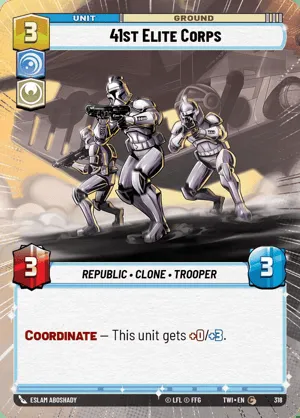 UNIT GROUND
3 41ST ELITE CORPS
3 REPUBLIC • CLONE • TROOPER 3
COORDINATE — This unit gets +0/+3.
ESLAM ABOSHADY © LFL © FFG TWI • EN C 318